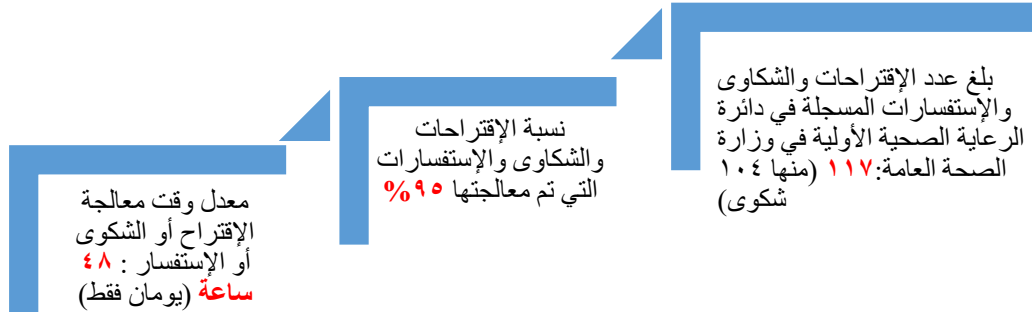 بلغ عدد الإقتراحات والشكاوى
والإستفسارات المسجلة في دائرة
الرعاية الصحية الأولية في وزارة
الصحة العامة:١١٧ (منها ١٠٤
شكوى)
نسبة الإقتراحات
والشكاوى والإستفسارات
التي تم معالجتها ٩٥%
معدل وقت معالجة
الإقتراح أو الشكوى
أو الإستفسار : ٤٨
ساعة (يومان فقط)